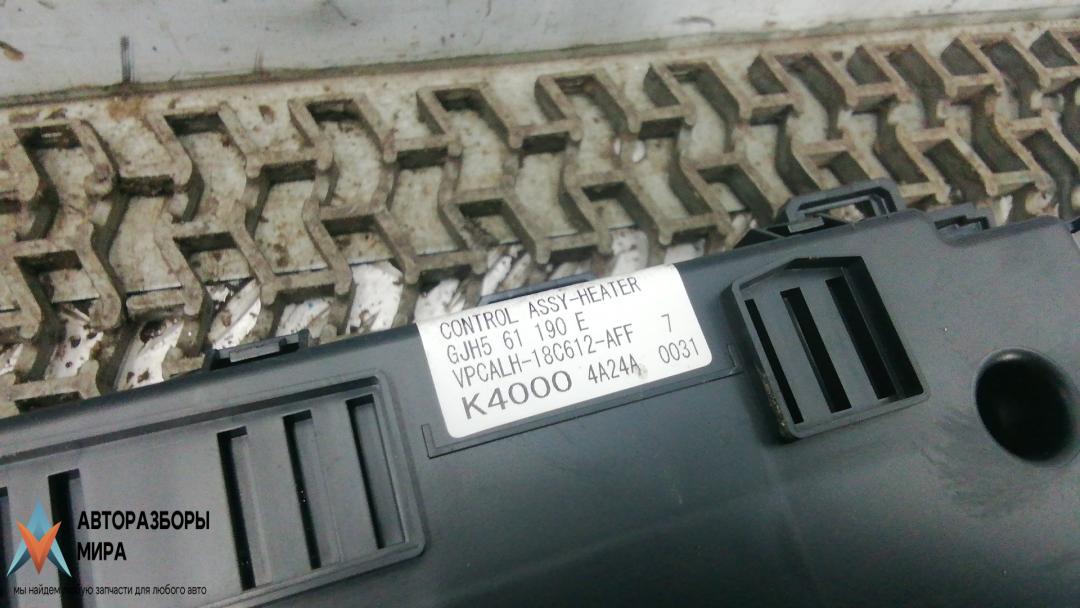 CONTROL ASSY-HEATER
GJH5 61 190 E
VPCALH-18C612-AFF 7
K4000 4A24A 0031
АВТОРАЗБОРЫ
МИРА
мы найдем любую запчасти для любого авто